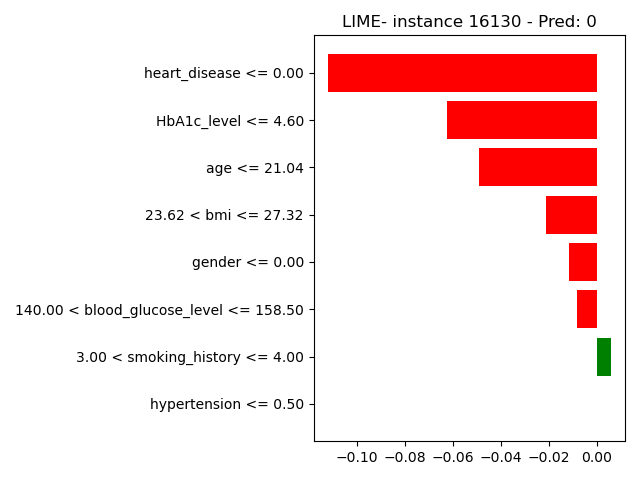 LIME- instance 16130 - Pred: 0
heart_disease <= 0.00
HbA1c_level <= 4.60
age <= 21.04
23.62 < bmi <= 27.32
gender <= 0.00
140.00 < blood_glucose_level <= 158.50
3.00 < smoking_history <= 4.00
hypertension <= 0.50
−0.10 −0.08 −0.06 −0.04 −0.02 0.00